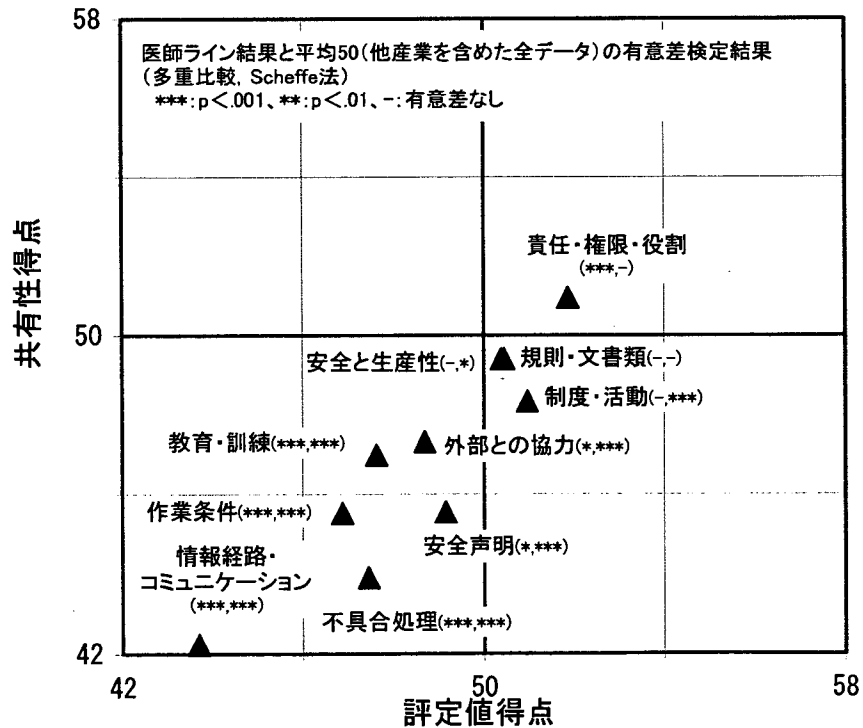 58
医師ライン結果と平均50(他産業を含めた全データ)の有意差検定結果
(多重比較, Scheffe法)
***:p<.001、**:p<.01、-:有意差なし
責任・権限・役割
(***,-)
共有性得点
50
安全と生産性(-,*)
規則・文書類(-,-)
制度・活動(-,***)
教育・訓練(***,***)
外部との協力(*,***)
作業条件(***,***)
安全声明(*,***)
情報経路・
コミュニケーション
(***,***)
不具合処理(***,***)
42
42
50
58
評定値得点